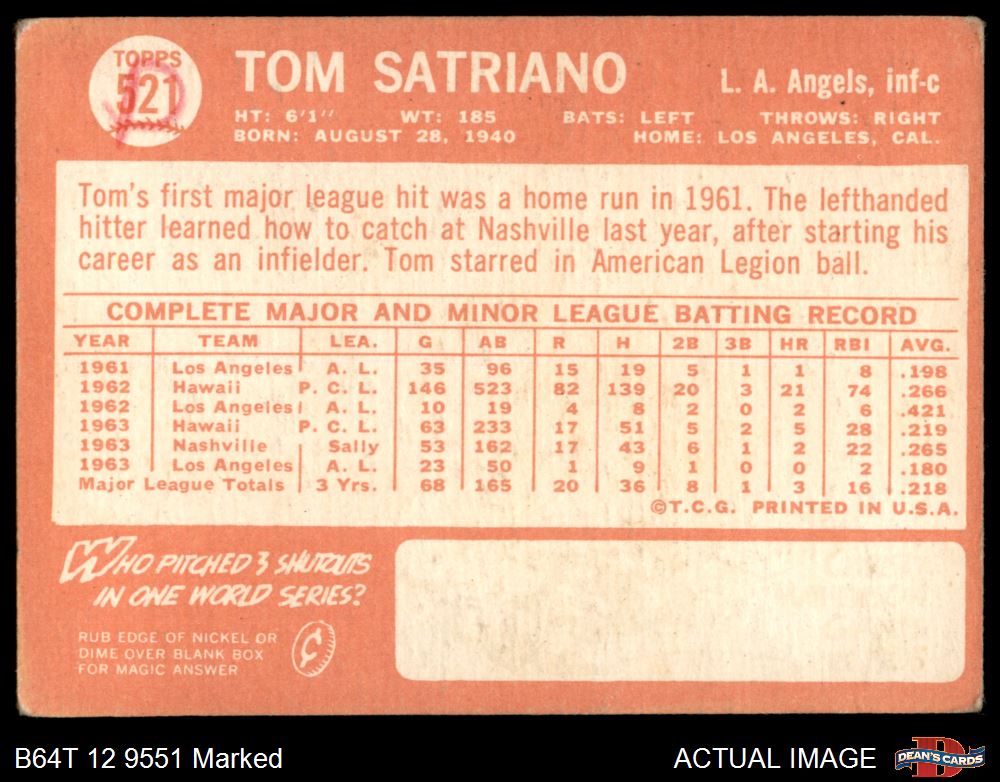 TOPPS
521
TOM SATRIANO
L. A. Angels, inf-c
HT: 6'1" WT: 185 BATS: LEFT THROWS: RIGHT
BORN: AUGUST 28, 1940 HOME: LOS ANGELES, CAL.
Tom's first major league hit was a home run in 1961. The lefthanded
hitter learned how to catch at Nashville last year, after starting his
career as an infielder. Tom starred in American Legion ball.
COMPLETE MAJOR AND MINOR LEAGUE BATTING RECORD
YEAR TEAM LEA. G AB R H 2B 3B HR RBI AVG.
1961 Los Angeles A. L. 35 96 15 19 5 1 1 8 .198
1962 Hawaii P. C. L. 146 523 82 139 20 3 21 74 .266
1962 Los Angeles A. L. 10 19 4 8 2 0 2 6 .421
1963 Hawaii P. C. L. 63 233 17 51 5 2 5 28 .219
1963 Nashville Sally 53 162 17 43 6 1 2 22 .265
1963 Los Angeles A. L. 23 50 1 9 1 0 0 2 .180
Major League Totals 3 Yrs. 68 165 20 36 8 1 3 16 .218
©T.C.G. PRINTED IN U.S.A.
WHO PITCHED 3 SHUTOUTS
IN ONE WORLD SERIES?
RUB EDGE OF NICKEL OR
DIME OVER BLANK BOX
FOR MAGIC ANSWER
¢
B64T 12 9551 Marked
ACTUAL IMAGE
D
DEAN'S CARDS